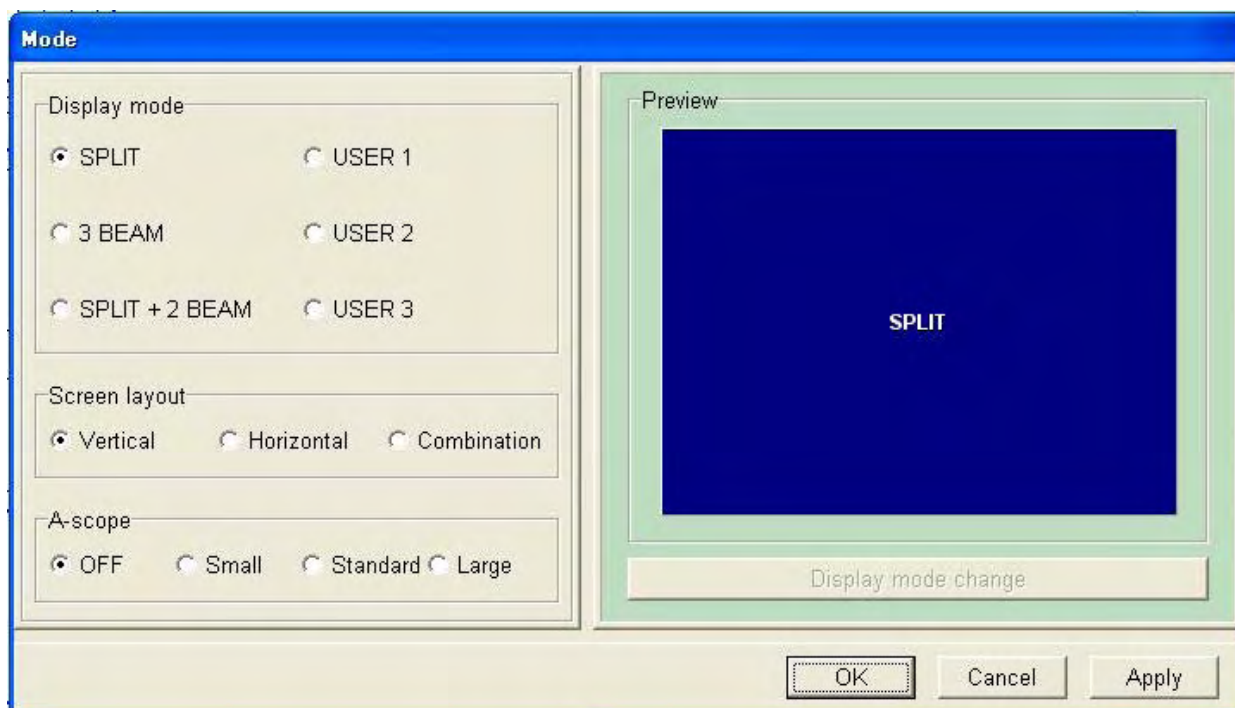 Mode
Display mode
SPLIT USER 1
3 BEAM USER 2
SPLIT + 2 BEAM USER 3
Screen layout
Vertical Horizontal Combination
A-scope
OFF Small Standard Large
Preview
SPLIT
Display mode change
OK Cancel Apply